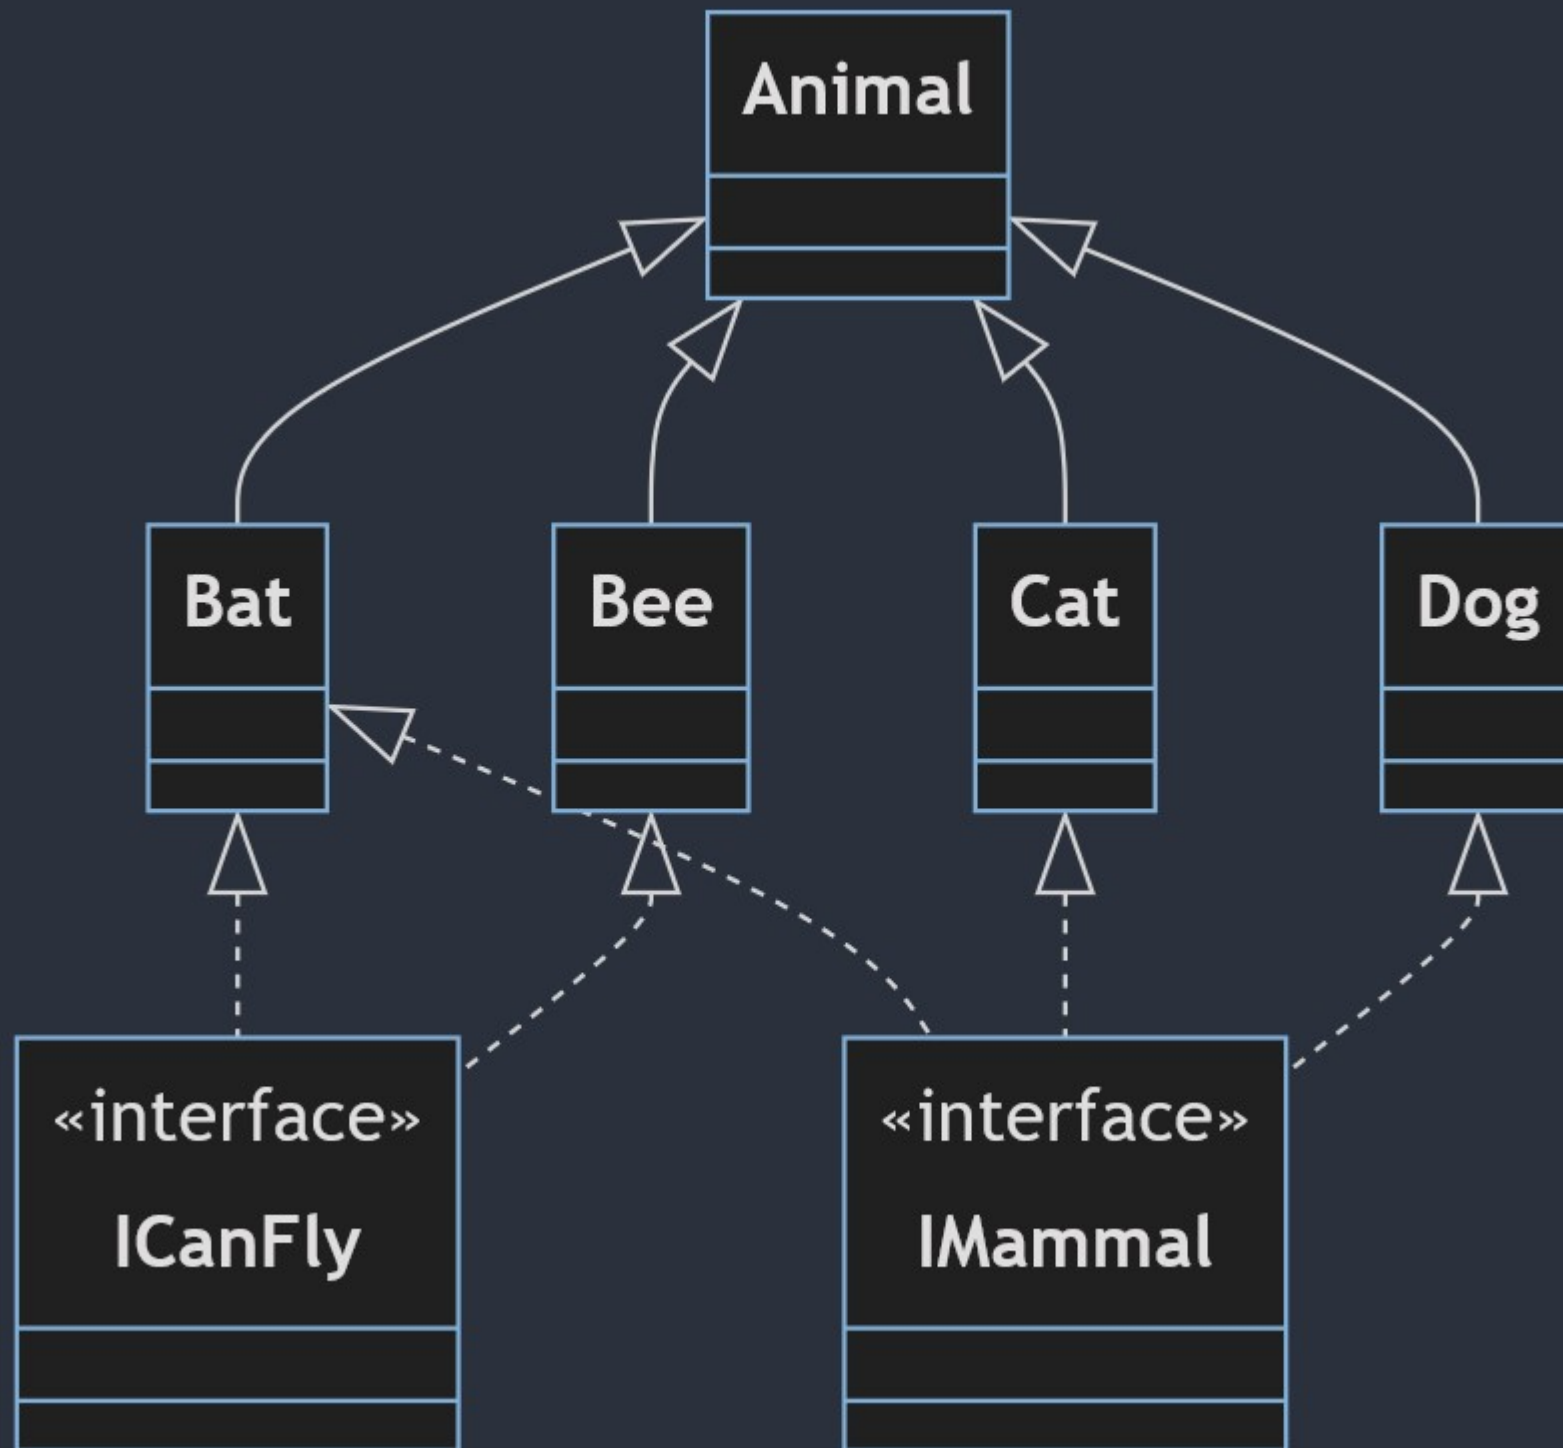 Animal
Bat
Bee
Cat
Dog
«interface»
ICanFly
«interface»
IMammal